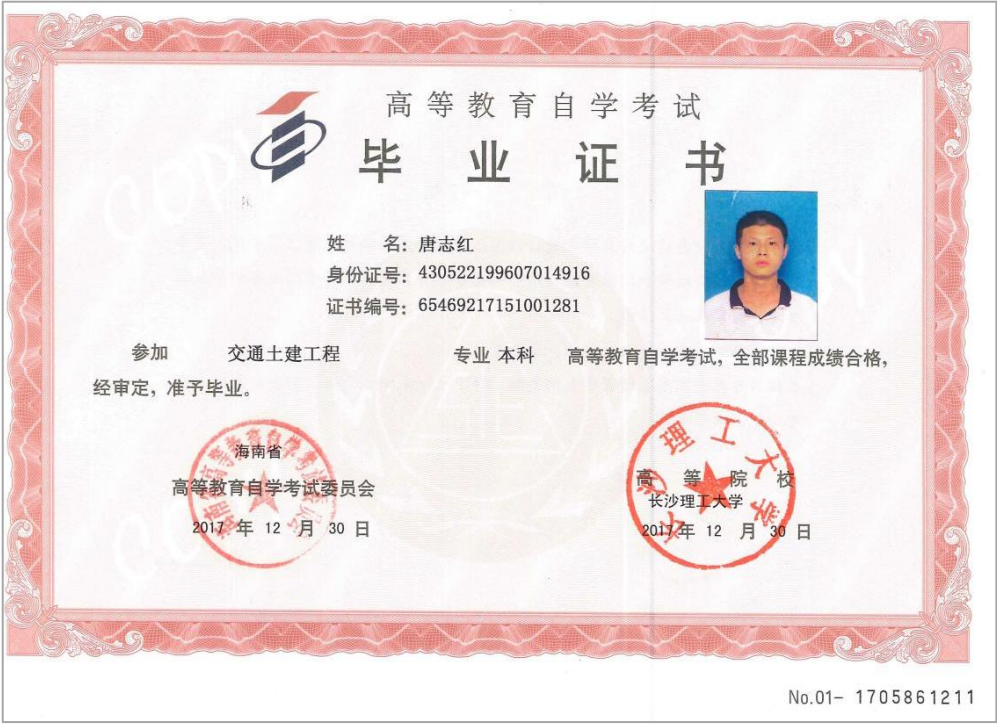 高等教育自学考试
毕业证书
姓 名: 唐志红
身份证号: 430522199607014916
证书编号: 65469217151001281
参加 交通土建工程 专业 本科 高等教育自学考试, 全部课程成绩合格,
经审定, 准予毕业。
海南省
高等教育自学考试委员会
2017 年 12 月 30 日
高等院校
长沙理工大学
2017 年 12 月 30 日
长沙理工大学
COPY
No.01- 1705861211